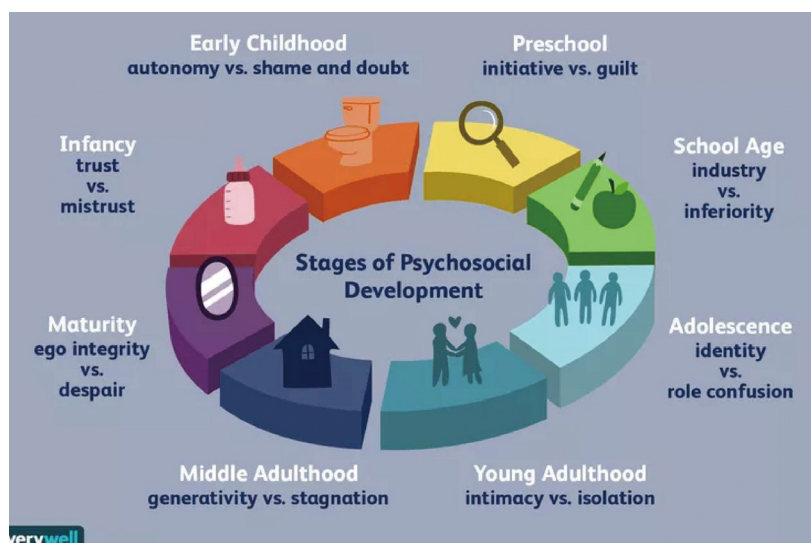 Early Childhood
autonomy vs. shame and doubt
Preschool
initiative vs. guilt
Infancy
trust
vs.
mistrust
School Age
industry
vs.
inferiority
Stages of Psychosocial
Development
Maturity
ego integrity
vs.
despair
Adolescence
identity
vs.
role confusion
Middle Adulthood
generativity vs. stagnation
Young Adulthood
intimacy vs. isolation
verywell